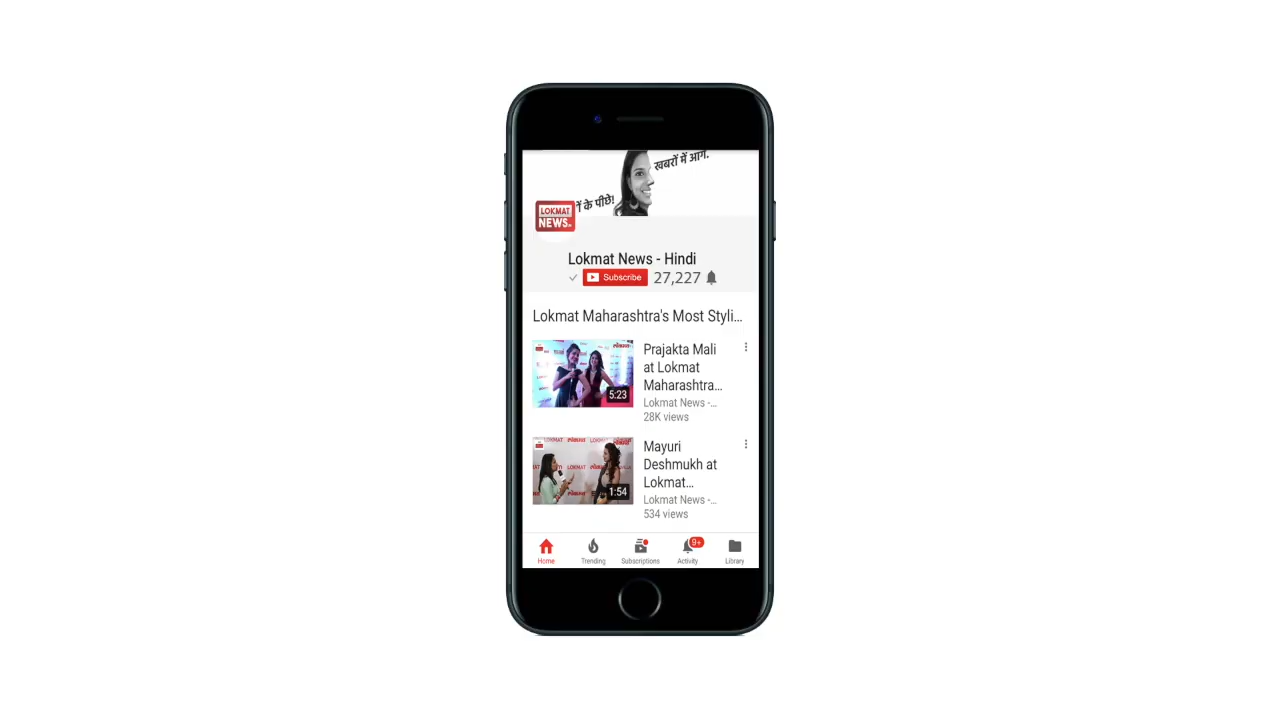 खबरों में आगे.
ों के पीछे!
LOKMAT
NEWS
Lokmat News - Hindi
Subscribe 27,227
Lokmat Maharashtra's Most Styli...
5:23
Prajakta Mali
at Lokmat
Maharashtra...
Lokmat News -...
28K views
LOKMAT
1:54
Mayuri
Deshmukh at
Lokmat...
Lokmat News -...
534 views
9+
Home Trending Subscriptions Activity Library